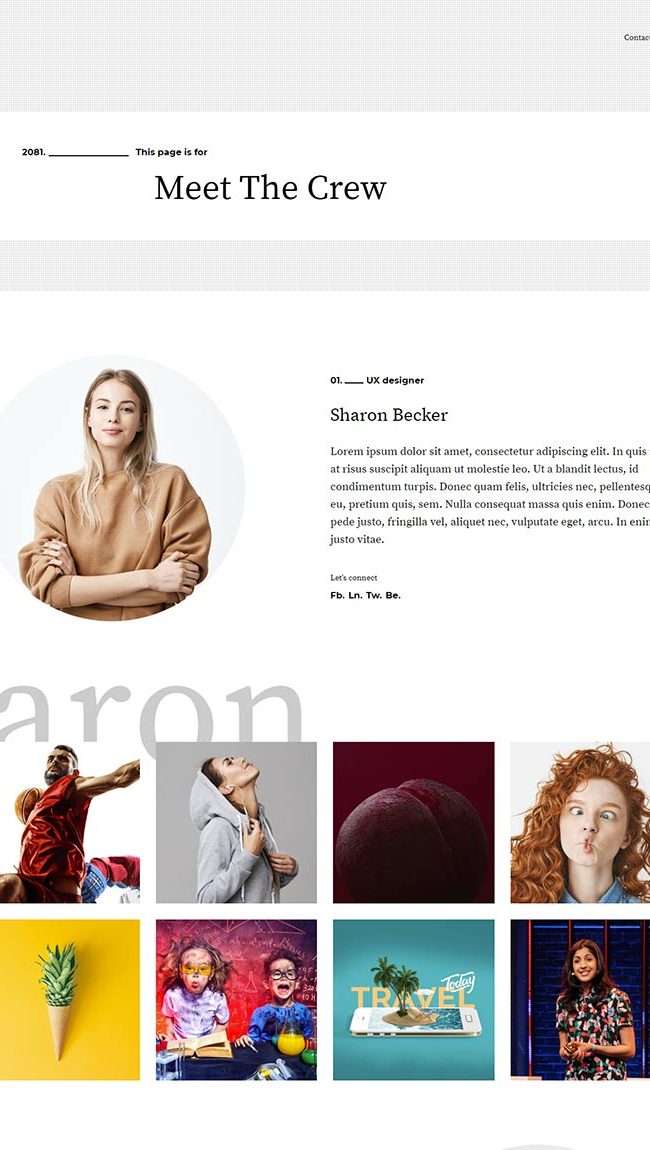 Contac
2081. This page is for
Meet The Crew
01. UX designer
Sharon Becker
Lorem ipsum dolor sit amet, consectetur adipiscing elit. In quis
at risus suscipit aliquam ut molestie leo. Ut a blandit lectus, id
condimentum turpis. Donec quam felis, ultricies nec, pellentesq
eu, pretium quis, sem. Nulla consequat massa quis enim. Donec
pede justo, fringilla vel, aliquet nec, vulputate eget, arcu. In enim
justo vitae.
Let's connect
Fb. Ln. Tw. Be.
aron
Today
TRAVEL